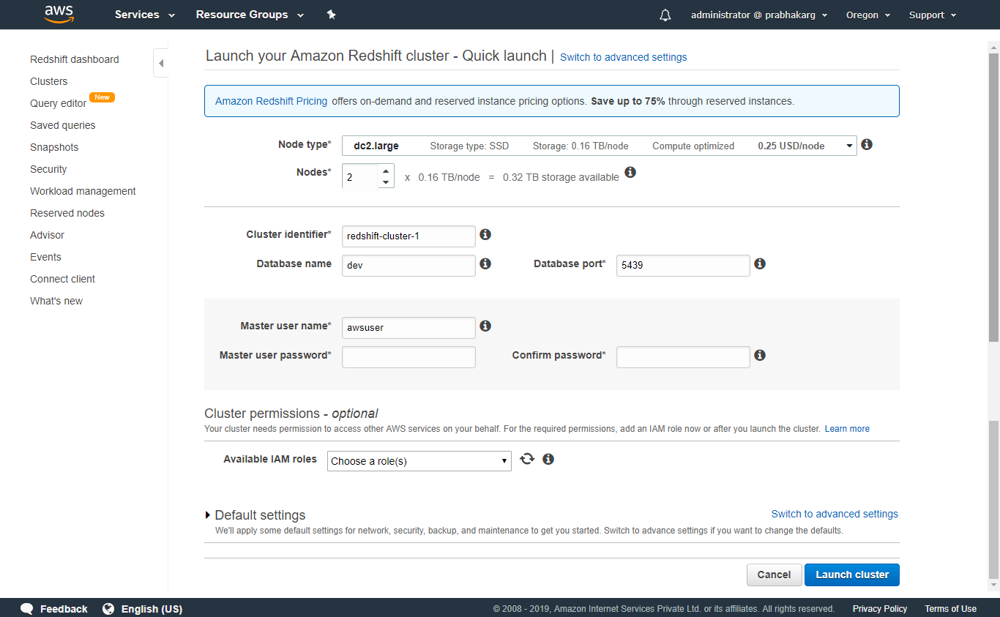 aws Services Resource Groups administrator @ prabhakarg Oregon Support
Redshift dashboard
Clusters
Query editor New
Saved queries
Snapshots
Security
Workload management
Reserved nodes
Advisor
Events
Connect client
What's new
Launch your Amazon Redshift cluster - Quick launch | Switch to advanced settings
Amazon Redshift Pricing offers on-demand and reserved instance pricing options. Save up to 75% through reserved instances.
Node type* dc2.large Storage type: SSD Storage: 0.16 TB/node Compute optimized 0.25 USD/node
Nodes* 2 x 0.16 TB/node = 0.32 TB storage available
Cluster identifier* redshift-cluster-1
Database name dev Database port* 5439
Master user name* awsuser
Master user password* Confirm password*
Cluster permissions - optional
Your cluster needs permission to access other AWS services on your behalf. For the required permissions, add an IAM role now or after you launch the cluster. Learn more
Available IAM roles Choose a role(s)
Default settings Switch to advanced settings
We'll apply some default settings for network, security, backup, and maintenance to get you started. Switch to advance settings if you want to change the defaults.
Cancel Launch cluster
Feedback English (US) © 2008 - 2019, Amazon Internet Services Private Ltd. or its affiliates. All rights reserved. Privacy Policy Terms of Use